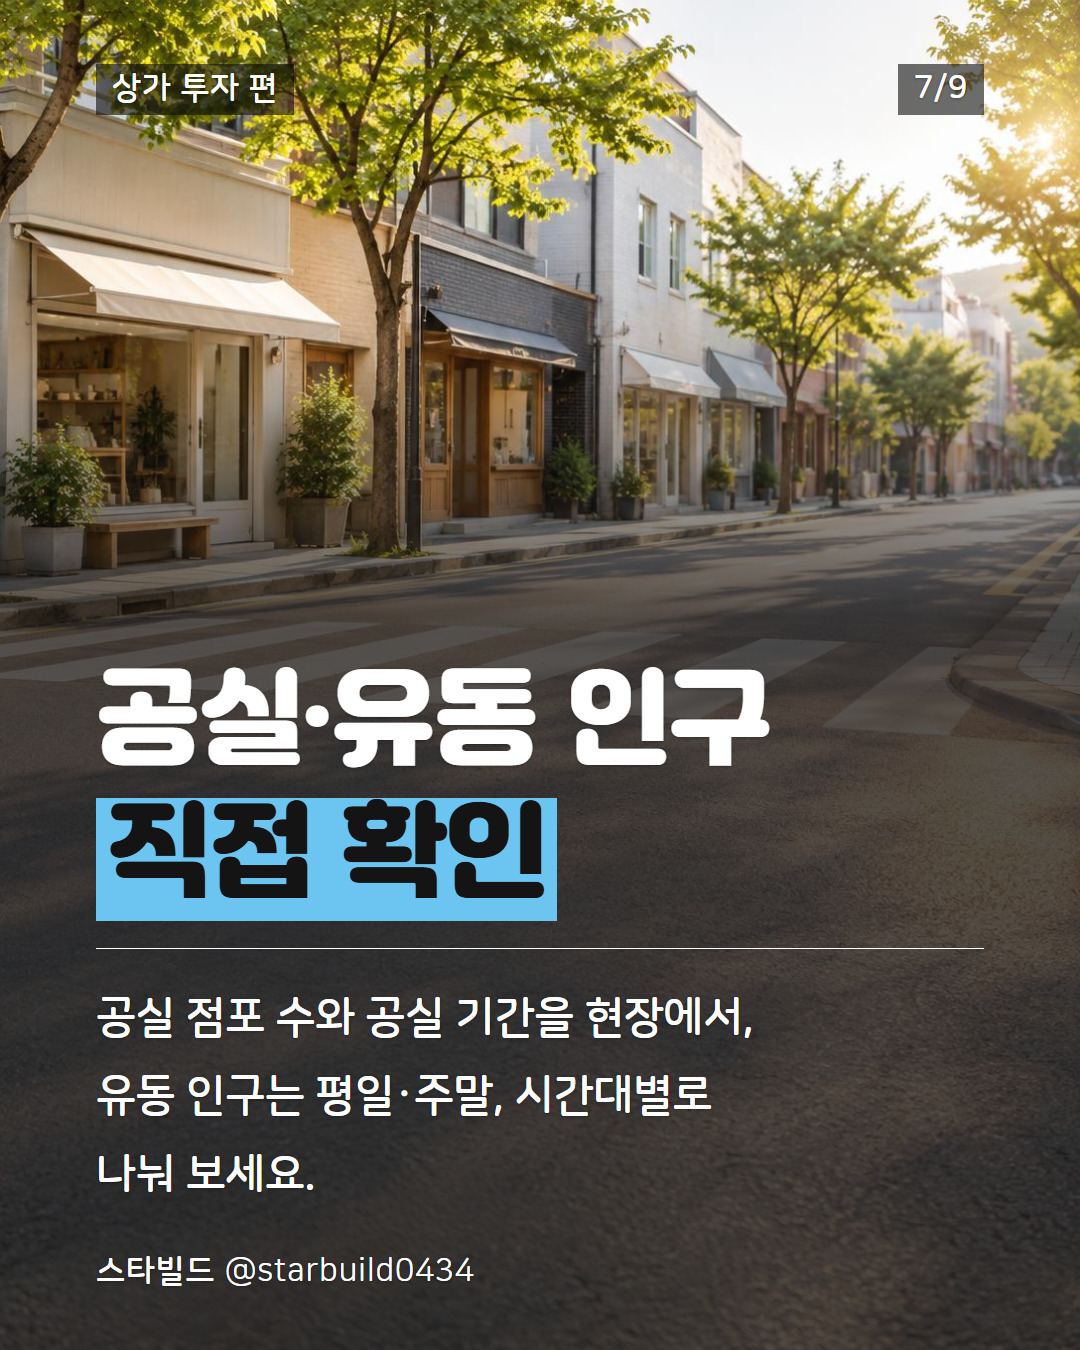 상가 투자 편
7/9
공실·유동 인구
직접 확인
공실 점포 수와 공실 기간을 현장에서,
유동 인구는 평일·주말, 시간대별로
나눠 보세요.
스타빌드 @starbuild0434